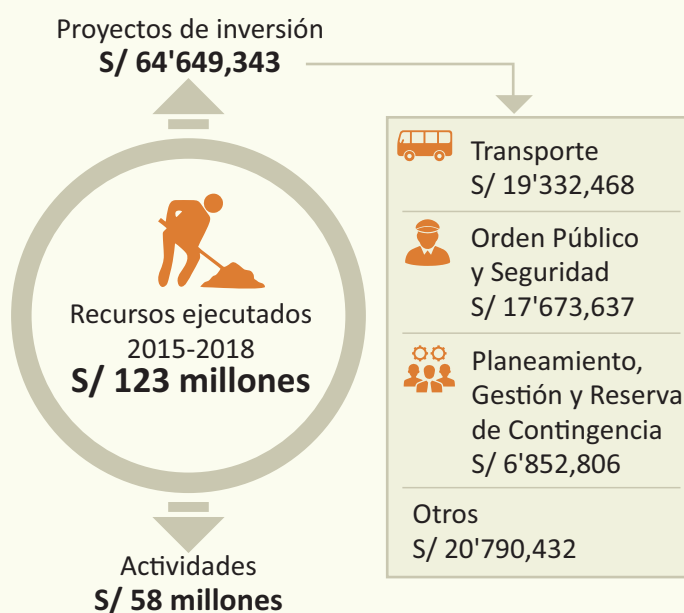 Proyectos de inversión
S/ 64'649,343
Recursos ejecutados
2015-2018
S/ 123 millones
Actividades
S/ 58 millones
Transporte
S/ 19'332,468
Orden Público
y Seguridad
S/ 17'673,637
Planeamiento,
Gestión y Reserva
de Contingencia
S/ 6'852,806
Otros
S/ 20'790,432